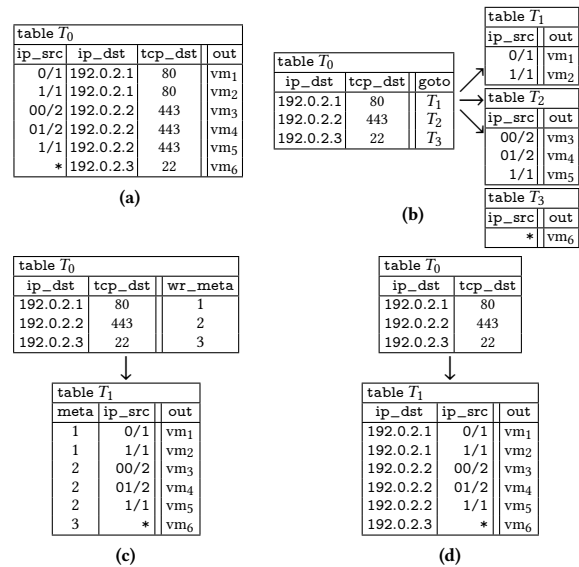 table T0
ip_src ip_dst tcp_dst out
0/1 192.0.2.1 80 vm1
1/1 192.0.2.1 80 vm2
00/2 192.0.2.2 443 vm3
01/2 192.0.2.2 443 vm4
1/1 192.0.2.2 443 vm5
* 192.0.2.3 22 vm6
(a)
table T0
ip_dst tcp_dst goto
192.0.2.1 80 T1
192.0.2.2 443 T2
192.0.2.3 22 T3
table T1
ip_src out
0/1 vm1
1/1 vm2
table T2
ip_src out
00/2 vm3
01/2 vm4
1/1 vm5
table T3
ip_src out
* vm6
(b)
table T0
ip_dst tcp_dst wr_meta
192.0.2.1 80 1
192.0.2.2 443 2
192.0.2.3 22 3
table T1
meta ip_src out
1 0/1 vm1
1 1/1 vm2
2 00/2 vm3
2 01/2 vm4
2 1/1 vm5
3 * vm6
(c)
table T0
ip_dst tcp_dst
192.0.2.1 80
192.0.2.2 443
192.0.2.3 22
table T1
ip_dst ip_src out
192.0.2.1 0/1 vm1
192.0.2.1 1/1 vm2
192.0.2.2 00/2 vm3
192.0.2.2 01/2 vm4
192.0.2.2 1/1 vm5
192.0.2.3 * vm6
(d)